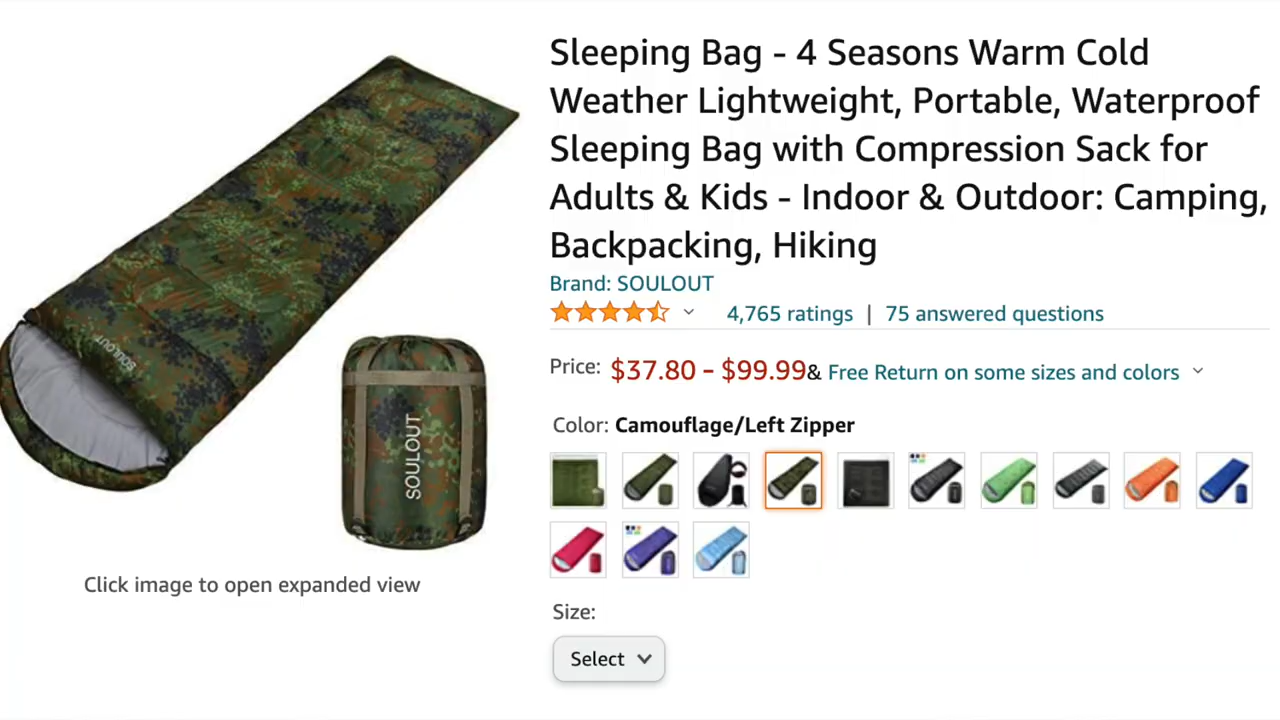 Sleeping Bag - 4 Seasons Warm Cold
Weather Lightweight, Portable, Waterproof
Sleeping Bag with Compression Sack for
Adults & Kids - Indoor & Outdoor: Camping,
Backpacking, Hiking
Brand: SOULOUT
4,765 ratings | 75 answered questions
Price: $37.80 - $99.99& Free Return on some sizes and colors
Color: Camouflage/Left Zipper
Size:
Select
SOULOUT
SOULOUT
Click image to open expanded view